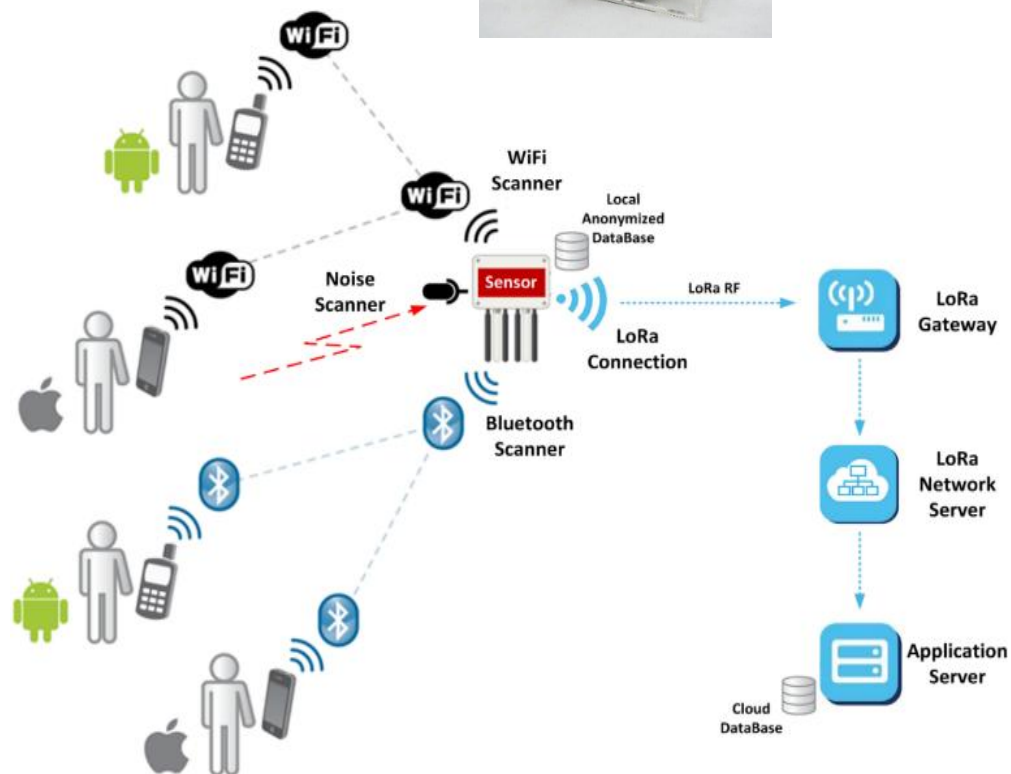 WiFi
WiFi
WiFi
WiFi
Scanner
Local
Anonymized
DataBase
Noise
Scanner
Sensor
LoRa RF
LoRa
Gateway
LoRa
Connection
Bluetooth
Scanner
LoRa
Network
Server
Application
Server
Cloud
DataBase